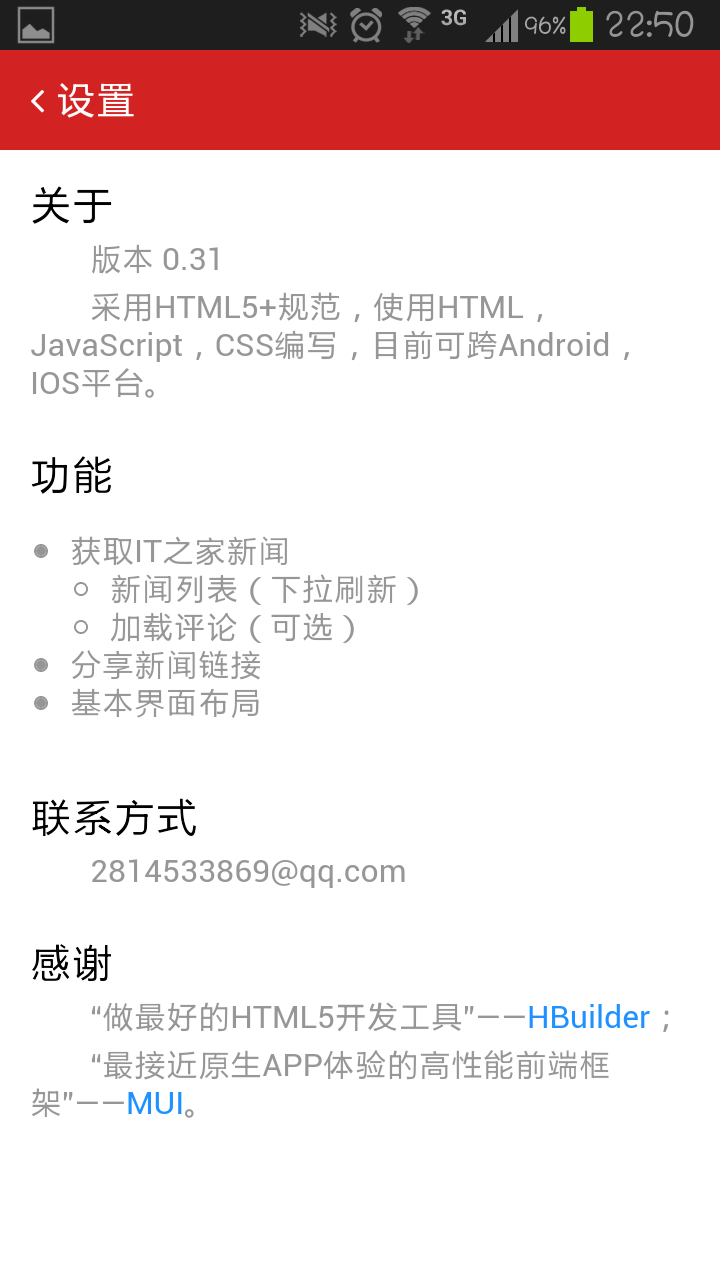 3G 96% 22:50
设置
关于
版本 0.31
采用HTML5+规范，使用HTML，
JavaScript，CSS编写，目前可跨Android，
IOS平台。
功能
获取IT之家新闻
新闻列表（下拉刷新）
加载评论（可选）
分享新闻链接
基本界面布局
联系方式
2814533869@qq.com
感谢
“做最好的HTML5开发工具”——HBuilder；
“最接近原生APP体验的高性能前端框
架”——MUI。